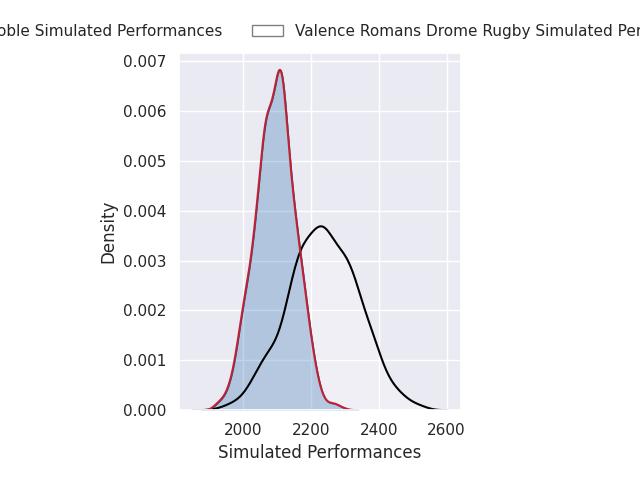 oble Simulated Performances Valence Romans Drome Rugby Simulated Per
0.007
0.006
0.005
0.004
0.003
0.002
0.001
0.000
Density
2000 2200 2400 2600
Simulated Performances